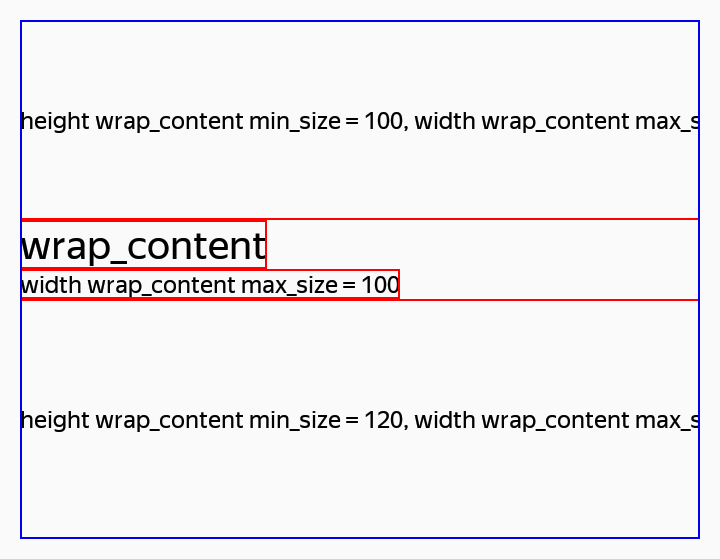 height wrap_content min_size = 100, width wrap_content max_s
wrap_content
width wrap_content max_size = 100
height wrap_content min_size = 120, width wrap_content max_s